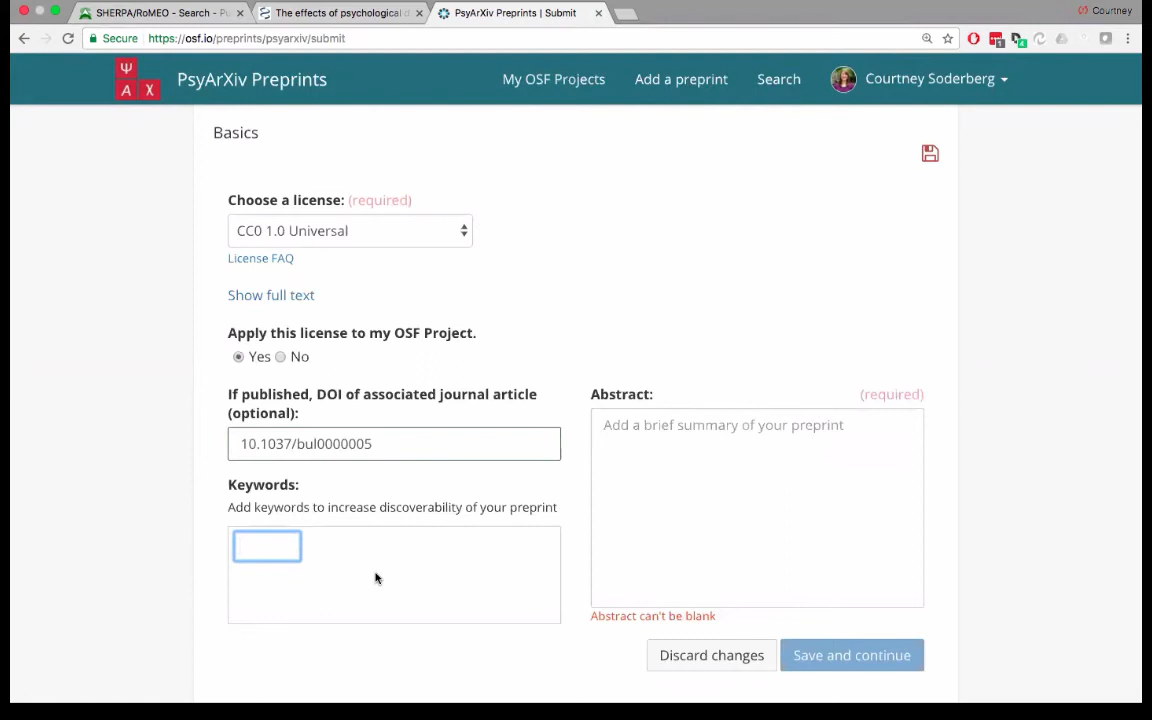 SHERPA/RoMEO - Search - Pu
The effects of psychological d
PsyArXiv Preprints | Submit
Courtney
Secure
https://osf.io/preprints/psyarxiv/submit
Ψ
A X
PsyArXiv Preprints
My OSF Projects
Add a preprint
Search
Courtney Soderberg
Basics
Choose a license: (required)
CC0 1.0 Universal
License FAQ
Show full text
Apply this license to my OSF Project.
Yes No
If published, DOI of associated journal article
(optional):
10.1037/bul0000005
Keywords:
Add keywords to increase discoverability of your preprint
Abstract: (required)
Add a brief summary of your preprint
Abstract can't be blank
Discard changes
Save and continue